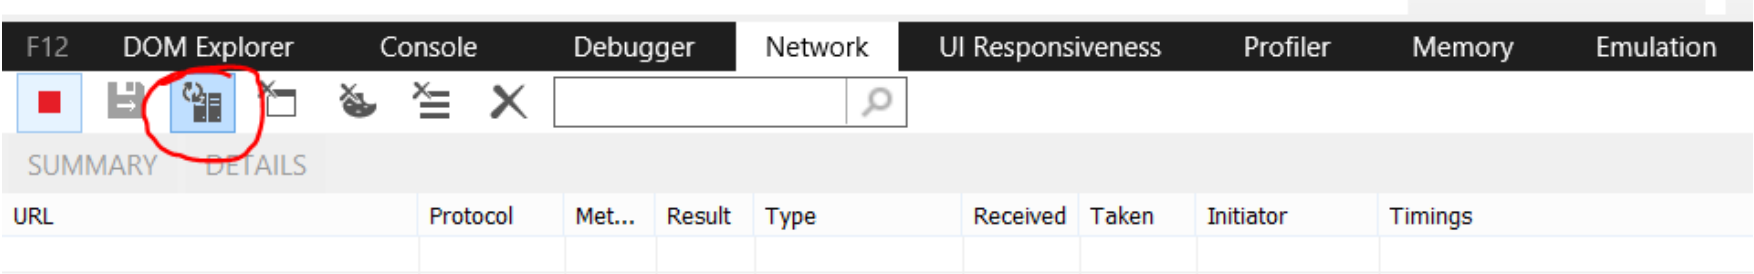 F12 DOM Explorer Console Debugger Network UI Responsiveness Profiler Memory Emulation
SUMMARY DETAILS
URL Protocol Met... Result Type Received Taken Initiator Timings